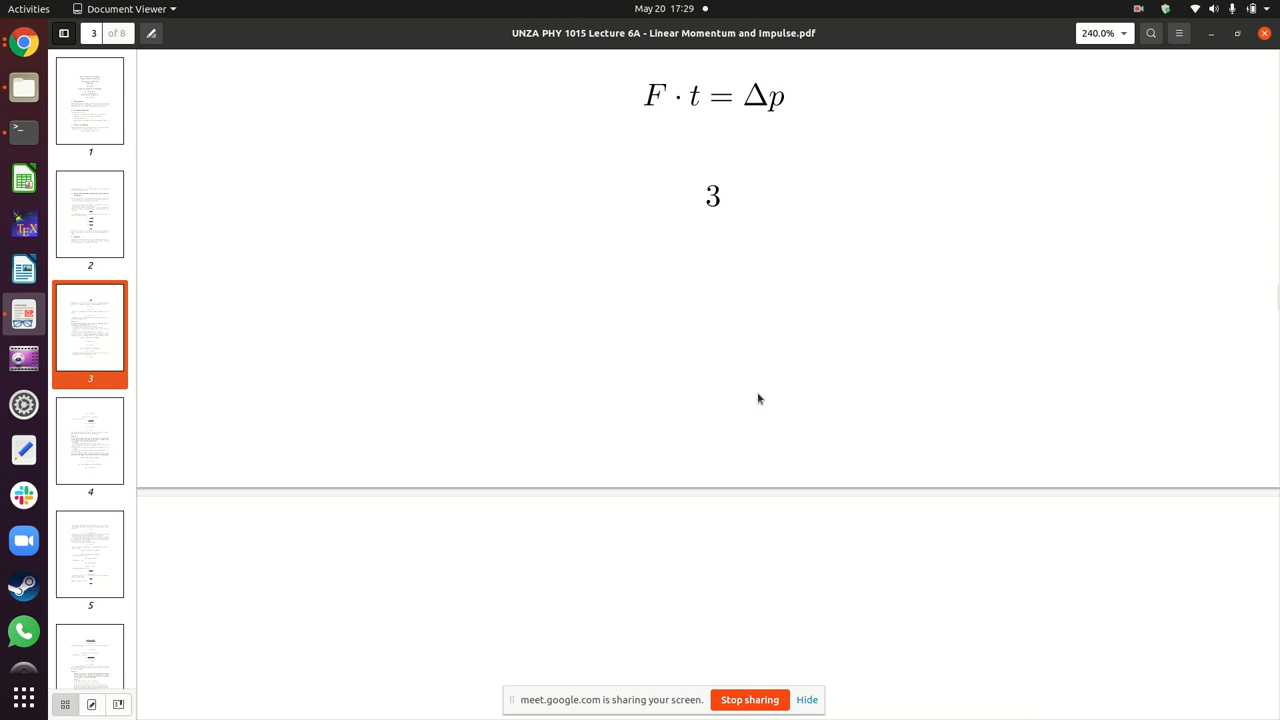 Activities
Document Viewer
May 20 17:29
3 of 8
UNZA PHY 1015 Lecture 6A - Linear Momentum and Impulse.pdf
240.0%
F · t = Δp
3
1
2
3
4
5
meet.google.com is sharing your screen.
Stop sharing
Hide